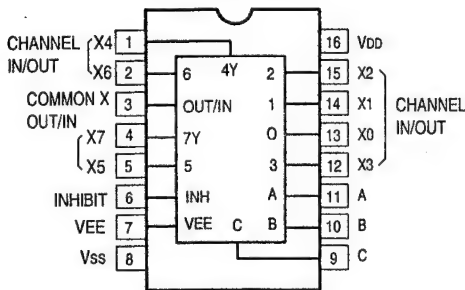 CHANNEL IN/OUT
X4 1 4Y 16 VDD
X6 2 6 2 15 X2
COMMON X OUT/IN 3 OUT/IN 1 14 X1
CHANNEL IN/OUT
X7 4 7Y O 13 X0
X5 5 5 3 12 X3
INHIBIT 6 INH A 11 A
VEE 7 VEE C B 10 B
Vss 8 9 C